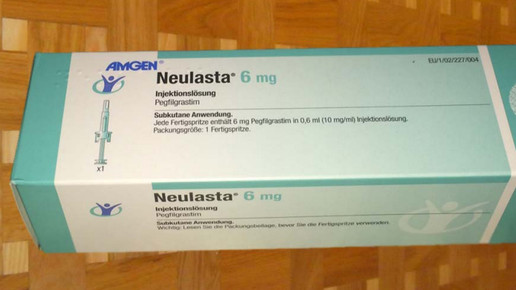 AMGEN®
EU/1/02/227/004
Neulasta® 6 mg
Injektionslösung
Pegfilgrastim
Subkutane Anwendung.
Jede Fertigspritze enthält 6 mg Pegfilgrastim in 0,6 ml (10 mg/ml) Injektionslösung.
Packungsgröße: 1 Fertigspritze.
x1
Neulasta® 6 mg
Injektionslösung
Pegfilgrastim
Subkutane Anwendung.
Wichtig: Lesen Sie die Packungsbeilage, bevor Sie die Fertigspritze verwenden.